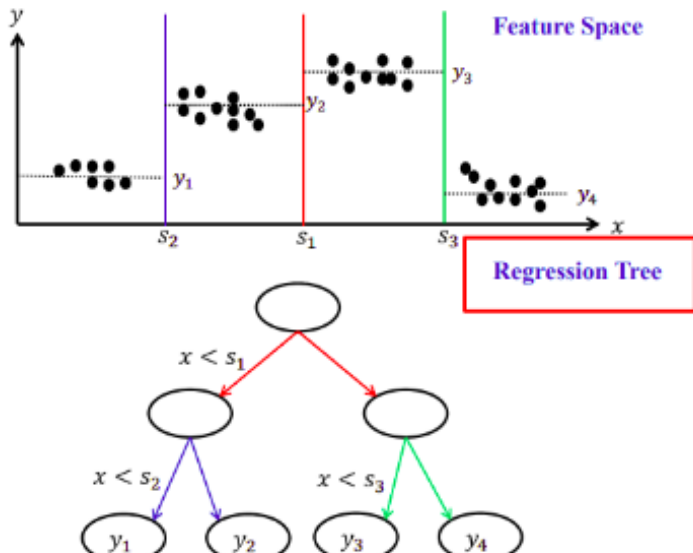 y
Feature Space
y₃
y₂
y₁
y₄
x
s₂
s₁
s₃
Regression Tree
x < s₁
x < s₂
x < s₃
y₁
y₂
y₃
y₄